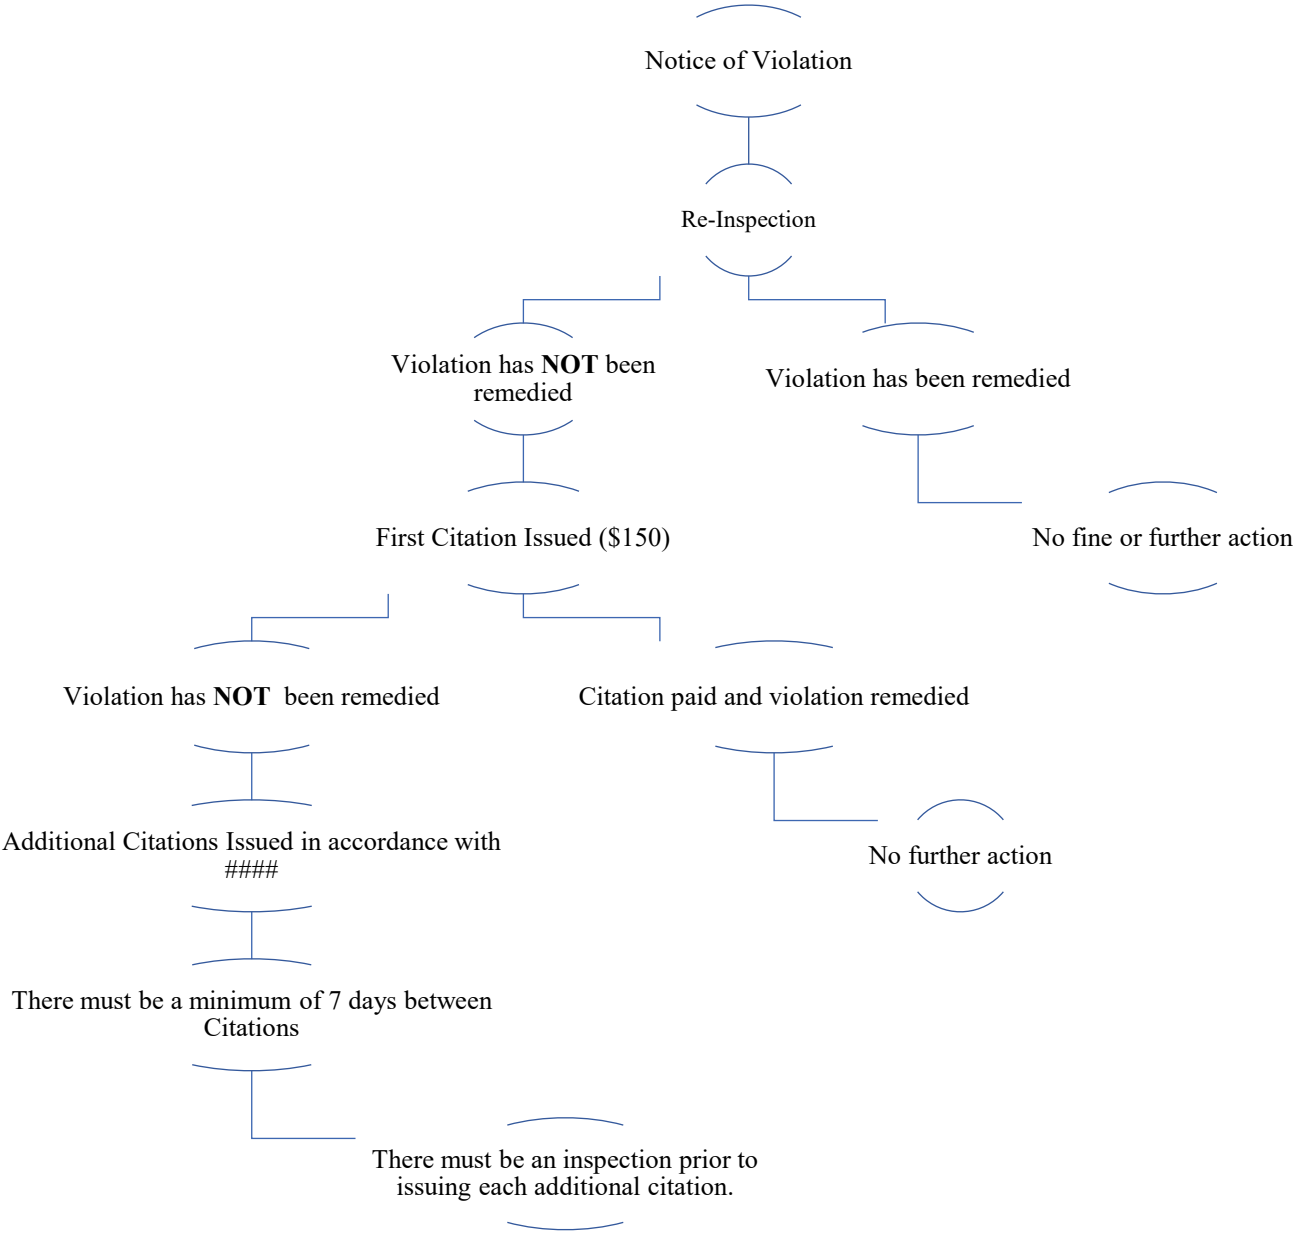 Notice of Violation
Re-Inspection
Violation has NOT been
remedied
Violation has been remedied
First Citation Issued ($150)
No fine or further action
Violation has NOT  been remedied
Citation paid and violation remedied
Additional Citations Issued in accordance with
####
No further action
There must be a minimum of 7 days between
Citations
There must be an inspection prior to
issuing each additional citation.